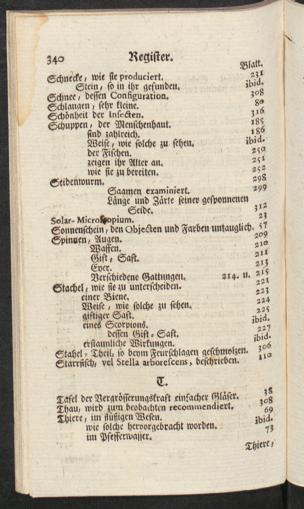 340 Register.
Blatt.
Schnecke, wie sie produciert. 231
Stein, so in ihr gefunden. ibid.
Schnee, dessen Configuration. 308
Schlangen, sehr kleine. 80
Schönheit der Insecten. 316
Schuppen, der Menschenhaut. 185
sind zahlreich. 186
Weise, wie solche zu sehen. ibid.
der Fischen. 250
zeigen ihr Alter an. 251
wie sie zu bereiten. 252
Seidenwurm. 298
Saamen examiniert. 299
Länge und Zärte seiner gesponnenen
Seide. 312
Solar-Microscopium. 23
Sonnenschein, den Objecten und Farben untauglich. 57
Spinnen, Augen. 209
Waffen. 210
Gift, Saft. 211
Eyer. 213
Verschiedene Gattungen. 214. u. 215
Stachel, wie sie zu unterscheiden. 221
einer Biene. 221
Weise, wie solche zu sehen. 223
giftiger Saft. 224
eines Scorpions. 225
dessen Gift-Saft. ibid.
erstaunliche Wirkungen. 227
Stahel, Theil, so beym Feurschlagen geschmolzen. ibid.
306
Starrfisch, vel Stella arborescens, beschrieben. 110
T.
Tafel der Vergrösserungskraft einfacher Gläser. 38
Thau, wird zum beobachten recommendiert. 308
Thiere, im flüßigen Wesen. 69
wie solche hervorgebracht worden. ibid.
im Pfefferwasser. 73
Thiere,